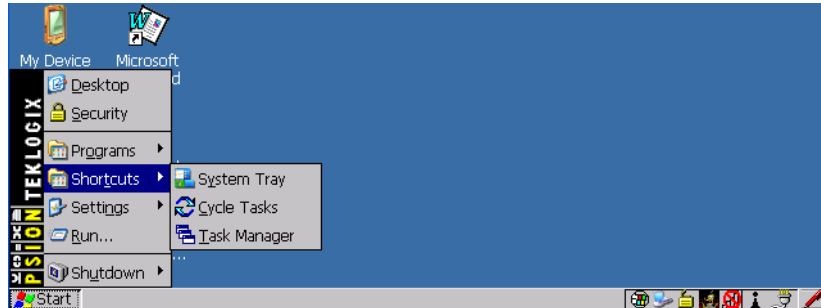 My Device
Microsoft
d
Desktop
Security
Programs
Shortcuts
Settings
Run...
Shutdown
System Tray
Cycle Tasks
Task Manager
...
PSION TEKLOGIX
Start